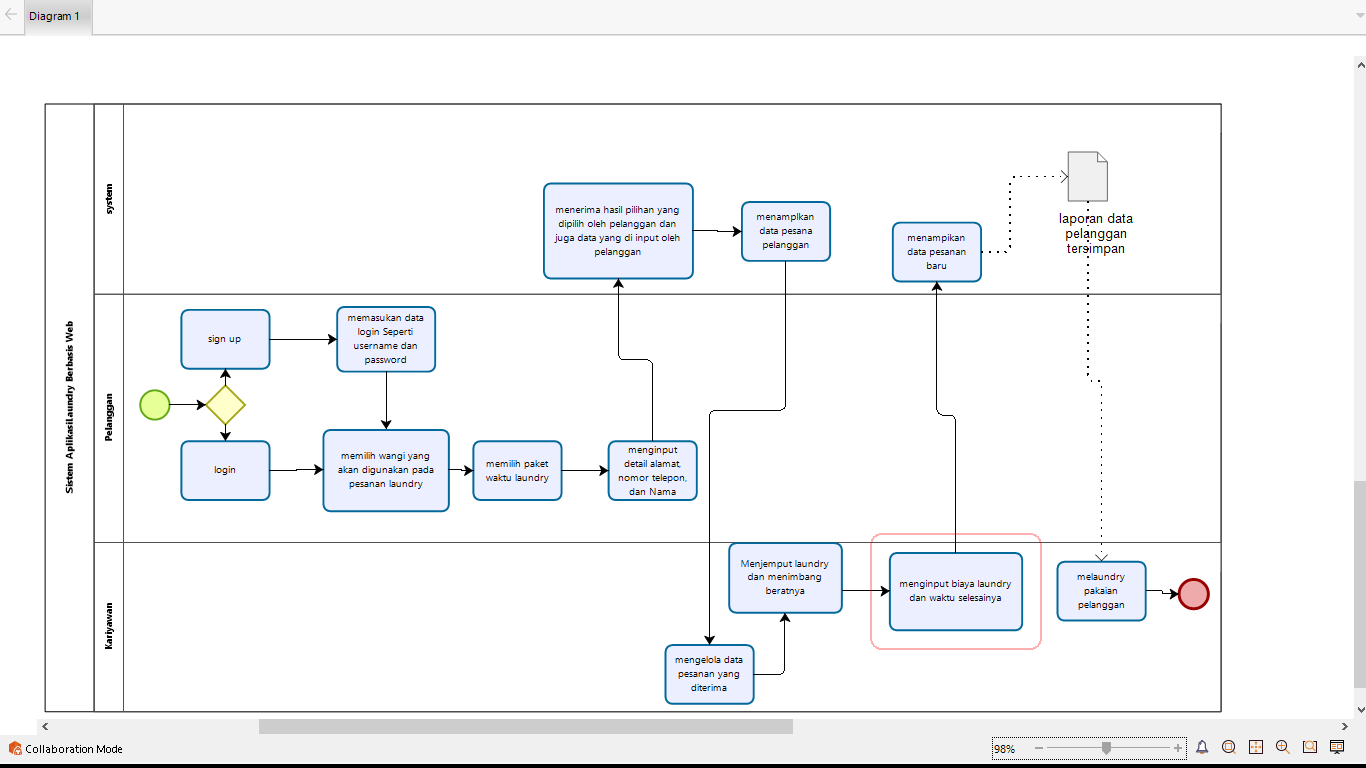 Diagram 1
Sistem AplikasiLaundry Berbasis Web
system
menerima hasil pilihan yang
dipilih oleh pelanggan dan
juga data yang di input oleh
pelanggan
menamplkan
data pesana
pelanggan
menampikan
data pesanan
baru
laporan data
pelanggan
tersimpan
Pelanggan
sign up
memasukan data
login Seperti
username dan
password
login
memilih wangi yang
akan digunakan pada
pesanan laundry
memilih paket
waktu laundry
menginput
detail alamat,
nomor telepon,
dan Nama
Kariyawan
Menjemput laundry
dan menimbang
beratnya
menginput biaya laundry
dan waktu selesainya
melaundry
pakaian
pelanggan
mengelola data
pesanan yang
diterima
Collaboration Mode
98%